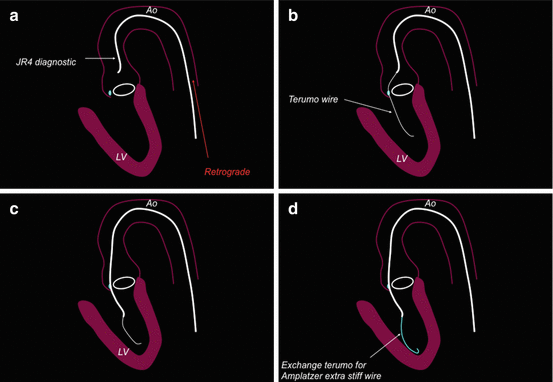 a
Ao
JR4 diagnostic
LV
Retrograde
b
Ao
Terumo wire
LV
c
Ao
LV
d
Ao
Exchange terumo for
Amplatzer extra stiff wire